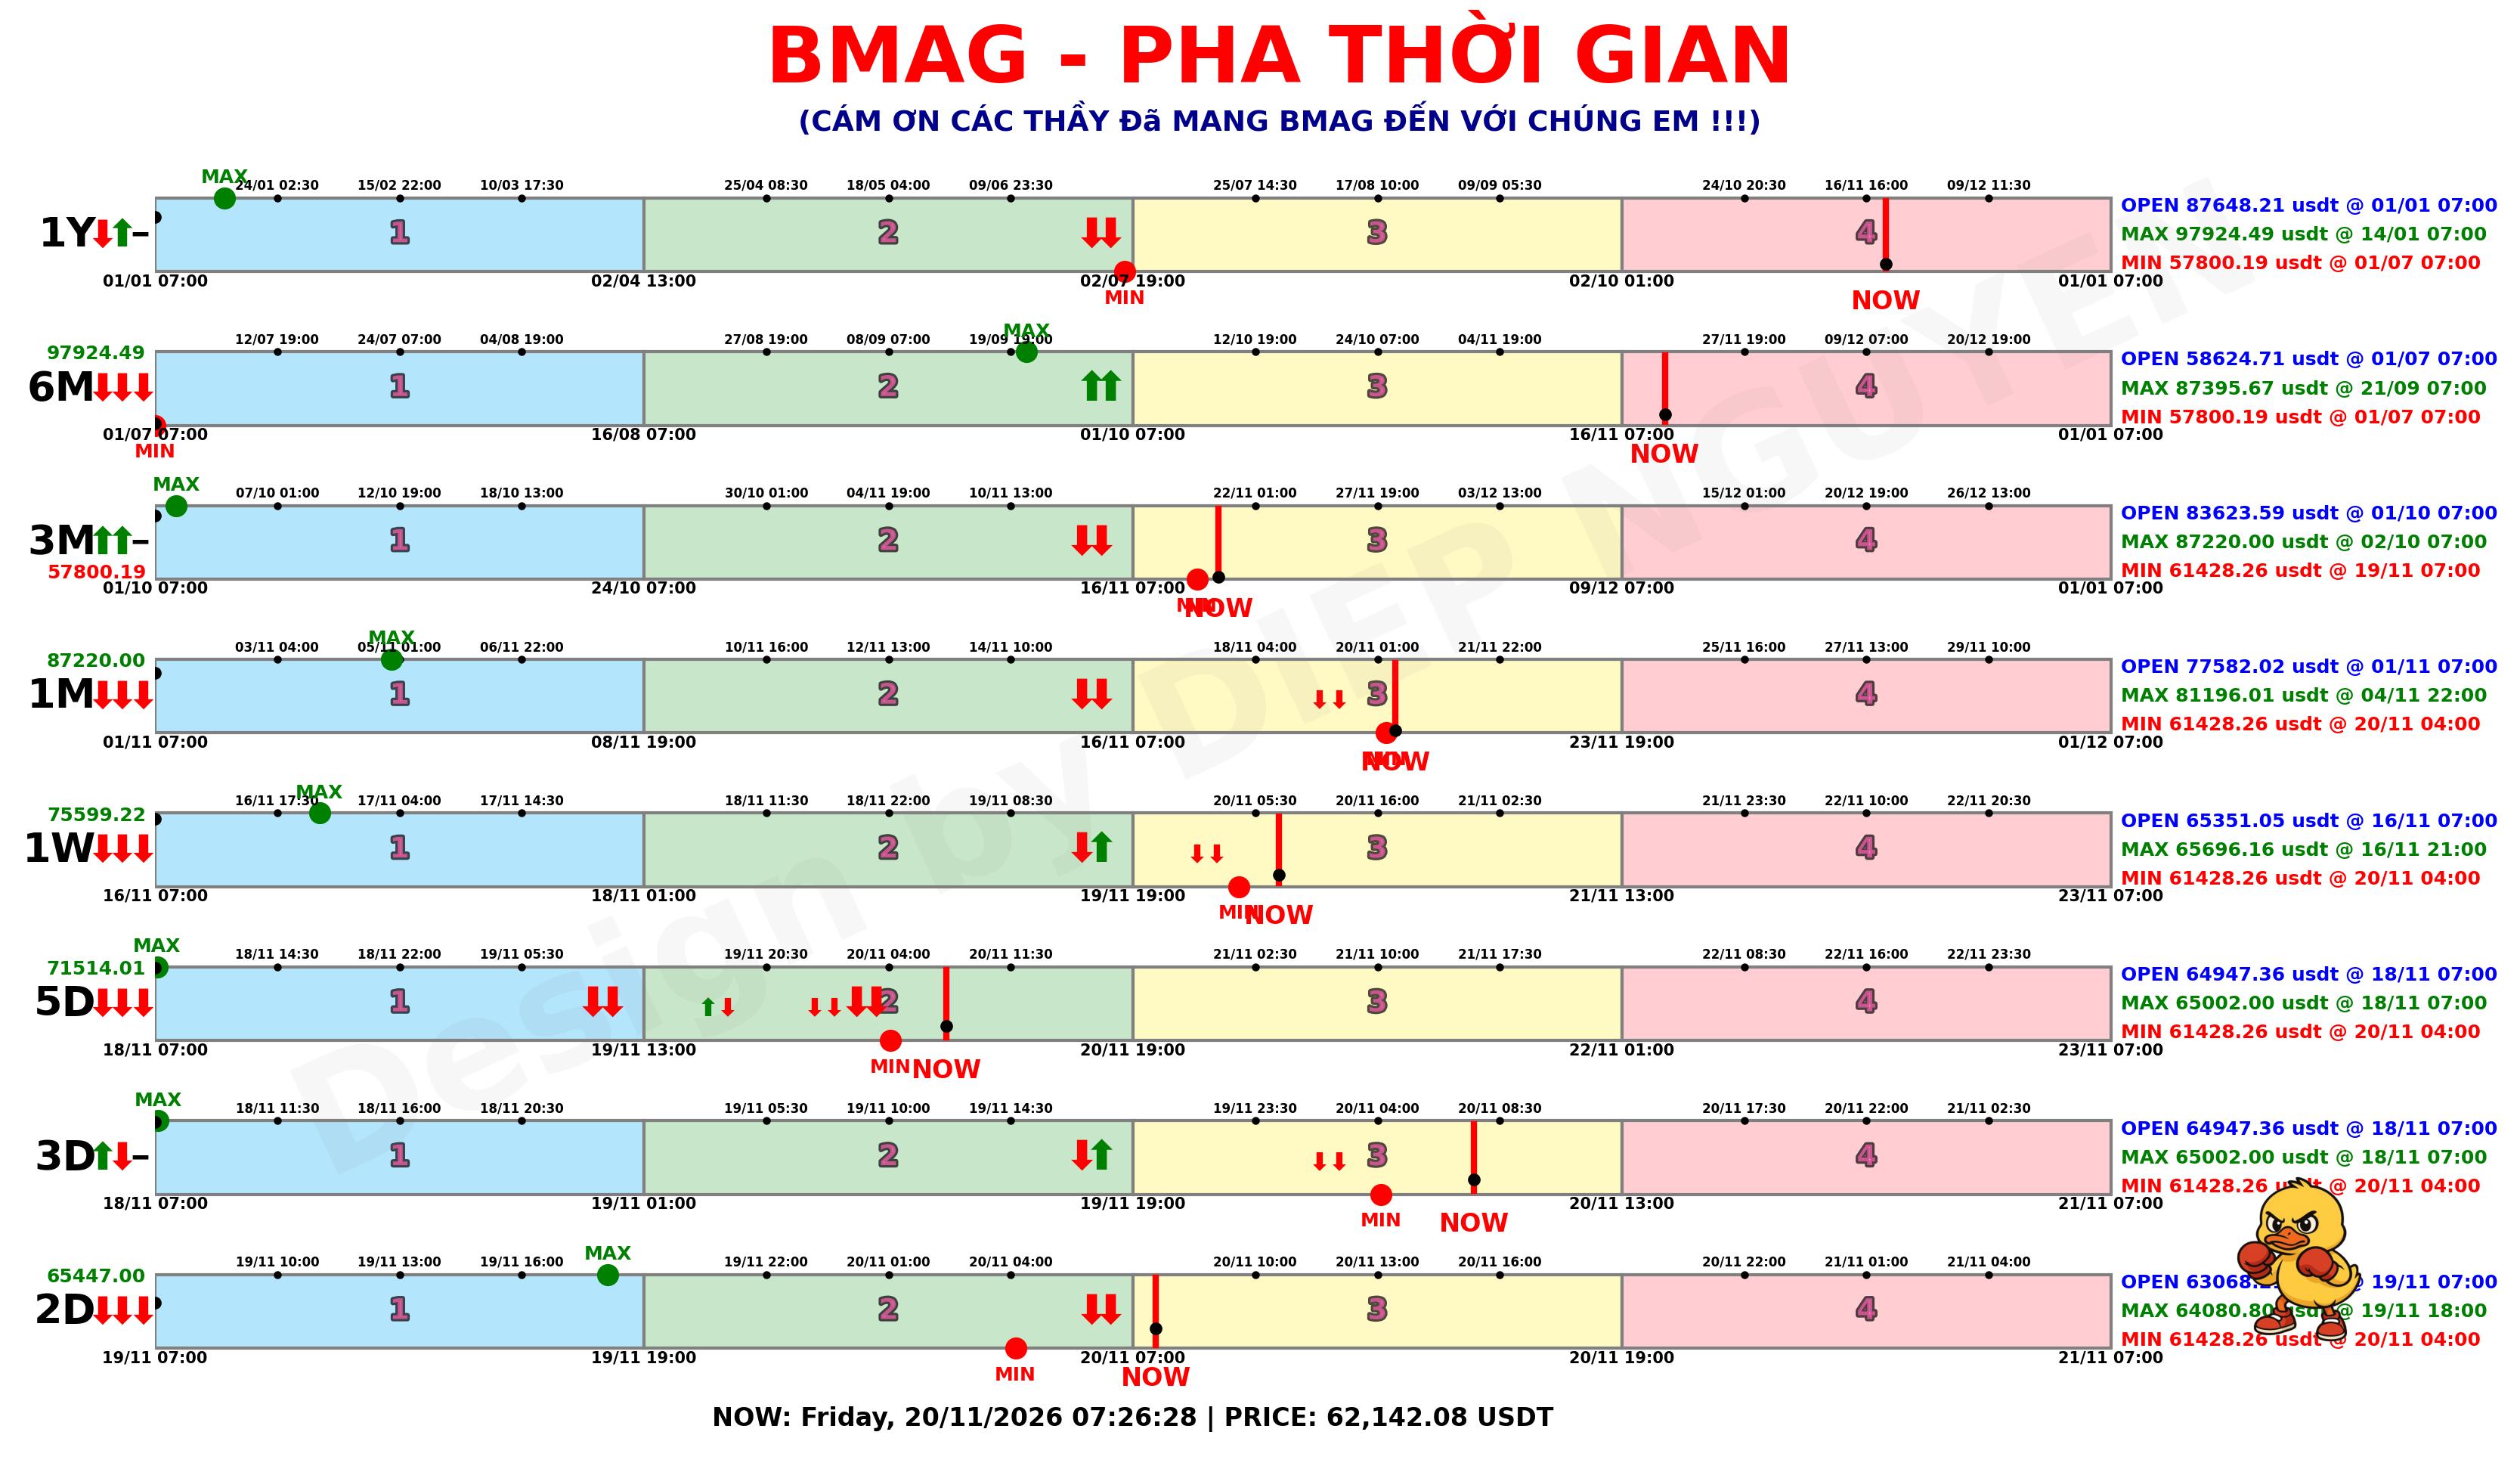 BMAG - PHA THỜI GIAN
(CÁM ƠN CÁC THẦY Đã MANG BMAG ĐẾN VỚI CHÚNG EM !!!)
MAX
24/01 02:30 15/02 22:00 10/03 17:30 25/04 08:30 18/05 04:00 09/06 23:30 25/07 14:30 17/08 10:00 09/09 05:30 24/10 20:30 16/11 16:00 09/12 11:30
OPEN 87648.21 usdt @ 01/01 07:00
1Y 1 2 3 4
MAX 97924.49 usdt @ 14/01 07:00
MIN 57800.19 usdt @ 01/07 07:00
01/01 07:00 02/04 13:00 02/07 19:00 02/10 01:00 01/01 07:00
MIN NOW
MAX
12/07 19:00 24/07 07:00 04/08 19:00 27/08 19:00 08/09 07:00 19/09 19:00 12/10 19:00 24/10 07:00 04/11 19:00 27/11 19:00 09/12 07:00 20/12 19:00
97924.49 OPEN 58624.71 usdt @ 01/07 07:00
6M 1 2 3 4
MAX 87395.67 usdt @ 21/09 07:00
MIN 57800.19 usdt @ 01/07 07:00
01/07 07:00 16/08 07:00 01/10 07:00 16/11 07:00 01/01 07:00
MIN NOW
MAX
07/10 01:00 12/10 19:00 18/10 13:00 30/10 01:00 04/11 19:00 10/11 13:00 22/11 01:00 27/11 19:00 03/12 13:00 15/12 01:00 20/12 19:00 26/12 13:00
OPEN 83623.59 usdt @ 01/10 07:00
3M 1 2 3 4
MAX 87220.00 usdt @ 02/10 07:00
57800.19 MIN 61428.26 usdt @ 19/11 07:00
01/10 07:00 24/10 07:00 16/11 07:00 09/12 07:00 01/01 07:00
MIN NOW
MAX
03/11 04:00 05/11 01:00 06/11 22:00 10/11 16:00 12/11 13:00 14/11 10:00 18/11 04:00 20/11 01:00 21/11 22:00 25/11 16:00 27/11 13:00 29/11 10:00
87220.00 OPEN 77582.02 usdt @ 01/11 07:00
1M 1 2 3 4
MAX 81196.01 usdt @ 04/11 22:00
MIN 61428.26 usdt @ 20/11 04:00
01/11 07:00 08/11 19:00 16/11 07:00 23/11 19:00 01/12 07:00
MIN NOW
MAX
16/11 17:30 17/11 04:00 17/11 14:30 18/11 11:30 18/11 22:00 19/11 08:30 20/11 05:30 20/11 16:00 21/11 02:30 21/11 23:30 22/11 10:00 22/11 20:30
75599.22 OPEN 65351.05 usdt @ 16/11 07:00
1W 1 2 3 4
MAX 65696.16 usdt @ 16/11 21:00
MIN 61428.26 usdt @ 20/11 04:00
16/11 07:00 18/11 01:00 19/11 19:00 21/11 13:00 23/11 07:00
MIN NOW
MAX
18/11 14:30 18/11 22:00 19/11 05:30 19/11 20:30 20/11 04:00 20/11 11:30 21/11 02:30 21/11 10:00 21/11 17:30 22/11 08:30 22/11 16:00 22/11 23:30
71514.01 OPEN 64947.36 usdt @ 18/11 07:00
5D 1 2 3 4
MAX 65002.00 usdt @ 18/11 07:00
MIN 61428.26 usdt @ 20/11 04:00
18/11 07:00 19/11 13:00 20/11 19:00 22/11 01:00 23/11 07:00
MIN NOW
MAX
18/11 11:30 18/11 16:00 18/11 20:30 19/11 05:30 19/11 10:00 19/11 14:30 19/11 23:30 20/11 04:00 20/11 08:30 20/11 17:30 20/11 22:00 21/11 02:30
OPEN 64947.36 usdt @ 18/11 07:00
3D 1 2 3 4
MAX 65002.00 usdt @ 18/11 07:00
MIN 61428.26 usdt @ 20/11 04:00
18/11 07:00 19/11 01:00 19/11 19:00 20/11 13:00 21/11 07:00
MIN NOW
MAX
19/11 10:00 19/11 13:00 19/11 16:00 19/11 22:00 20/11 01:00 20/11 04:00 20/11 10:00 20/11 13:00 20/11 16:00 20/11 22:00 21/11 01:00 21/11 04:00
65447.00 OPEN @ 19/11 07:00
2D 1 2 3 4
MAX 64080.80 usdt @ 19/11 18:00
MIN 61428.26 usdt @ 20/11 04:00
19/11 07:00 19/11 19:00 20/11 07:00 20/11 19:00 21/11 07:00
MIN NOW
NOW: Friday, 20/11/2026 07:26:28 | PRICE: 62,142.08 USDT
Design by DIEP NGUYEN